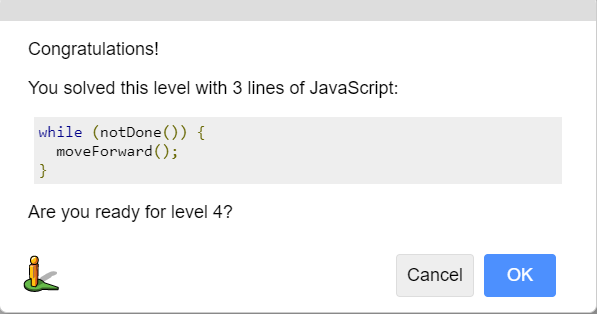 Congratulations!
You solved this level with 3 lines of JavaScript:
while (notDone()) {
  moveForward();
}
Are you ready for level 4?
Cancel OK